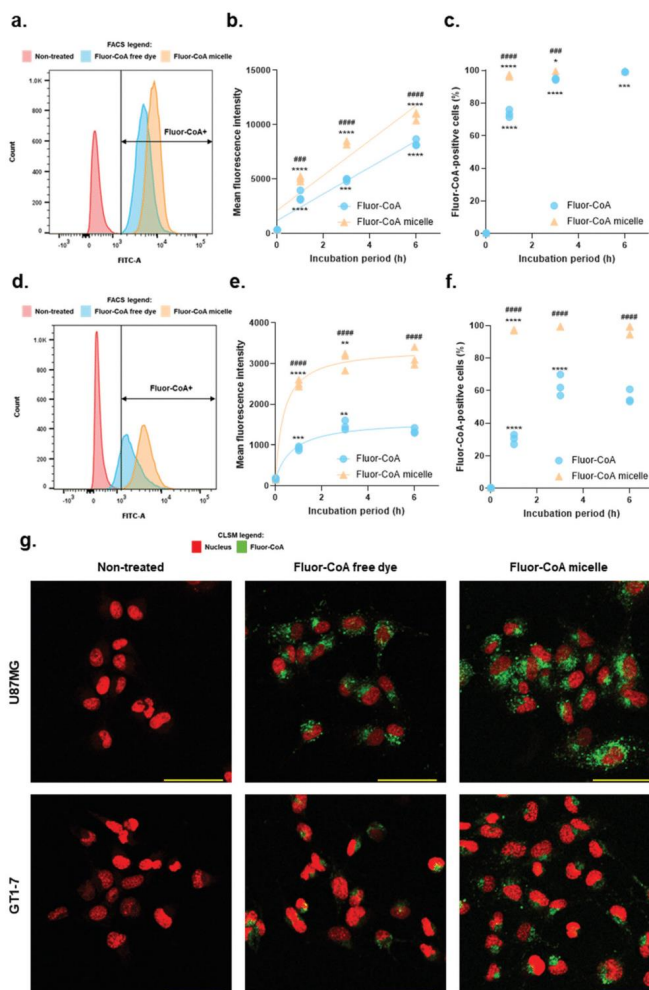 a.
FACS legend:
Non-treated Fluor-CoA free dye Fluor-CoA micelle
1.0K
800
600
400
200
0
Count
Fluor-CoA+
-10³ 0 10³ 10⁴ 10⁵
FITC-A
b.
15000
10000
5000
0
Mean fluorescence intensity
###
****
****
####
****
***
####
****
****
Fluor-CoA
Fluor-CoA micelle
0 2 4 6
Incubation period (h)
c.
100
80
60
40
20
0
Fluor-CoA-positive cells (%)
####
****
****
###
*
****
***
Fluor-CoA
Fluor-CoA micelle
0 2 4 6
Incubation period (h)
d.
FACS legend:
Non-treated Fluor-CoA free dye Fluor-CoA micelle
1.0K
800
600
400
200
0
Count
Fluor-CoA+
-10³ 0 10³ 10⁴ 10⁵
FITC-A
e.
4000
3000
2000
1000
0
Mean fluorescence intensity
####
****
***
####
**
**
####
Fluor-CoA
Fluor-CoA micelle
0 2 4 6
Incubation period (h)
f.
100
80
60
40
20
0
Fluor-CoA-positive cells (%)
####
****
****
####
****
####
Fluor-CoA
Fluor-CoA micelle
0 2 4 6
Incubation period (h)
g.
CLSM legend:
Nucleus Fluor-CoA
Non-treated Fluor-CoA free dye Fluor-CoA micelle
U87MG
GT1-7